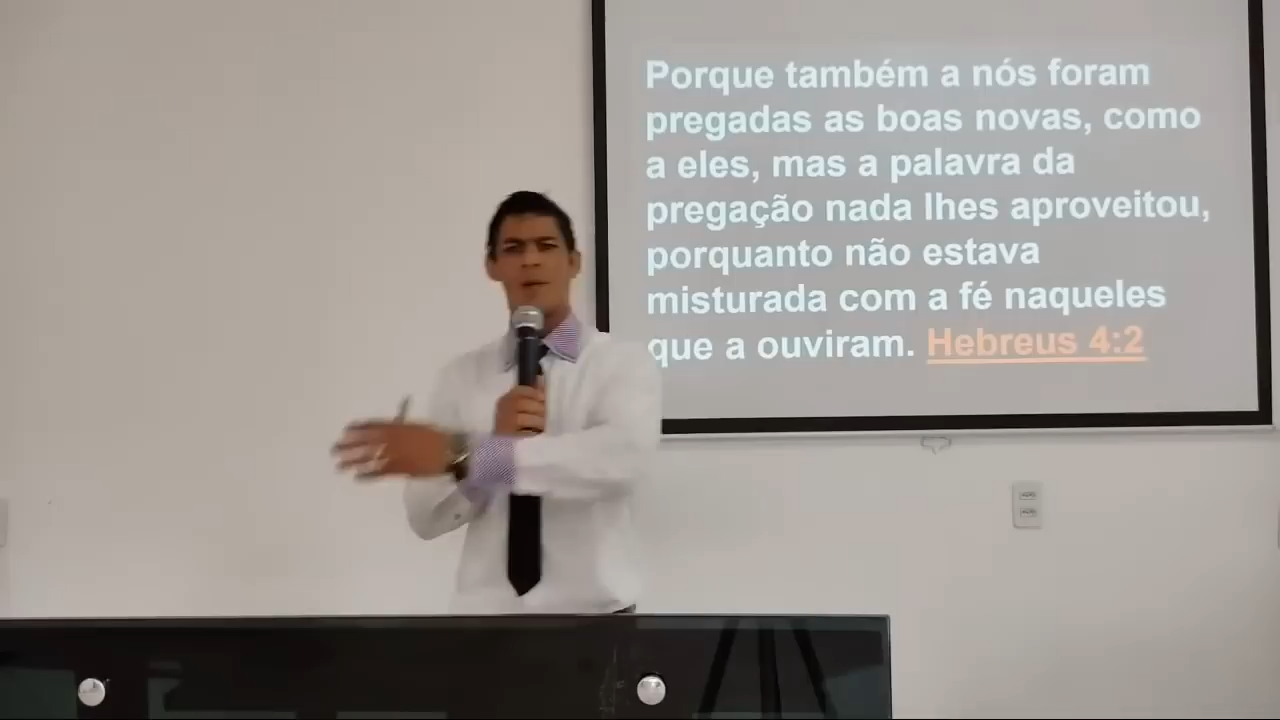 Porque também a nós foram
pregadas as boas novas, como
a eles, mas a palavra da
pregação nada lhes aproveitou,
porquanto não estava
misturada com a fé naqueles
que a ouviram. Hebreus 4:2